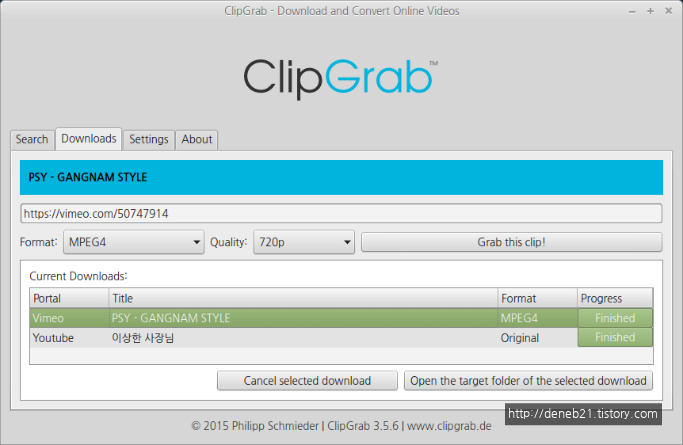 ClipGrab - Download and Convert Online Videos
ClipGrab™
Search Downloads Settings About
PSY - GANGNAM STYLE
https://vimeo.com/50747914
Format: MPEG4 Quality: 720p Grab this clip!
Current Downloads:
Portal Title Format Progress
Vimeo PSY - GANGNAM STYLE MPEG4 Finished
Youtube 이상한 사장님 Original Finished
Cancel selected download Open the target folder of the selected download
http://deneb21.tistory.com
© 2015 Philipp Schmieder | ClipGrab 3.5.6 | www.clipgrab.de